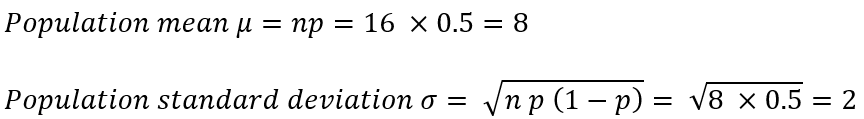 Population mean μ = np = 16 × 0.5 = 8
Population standard deviation σ = √(n p (1 − p)) = √(8 × 0.5) = 2